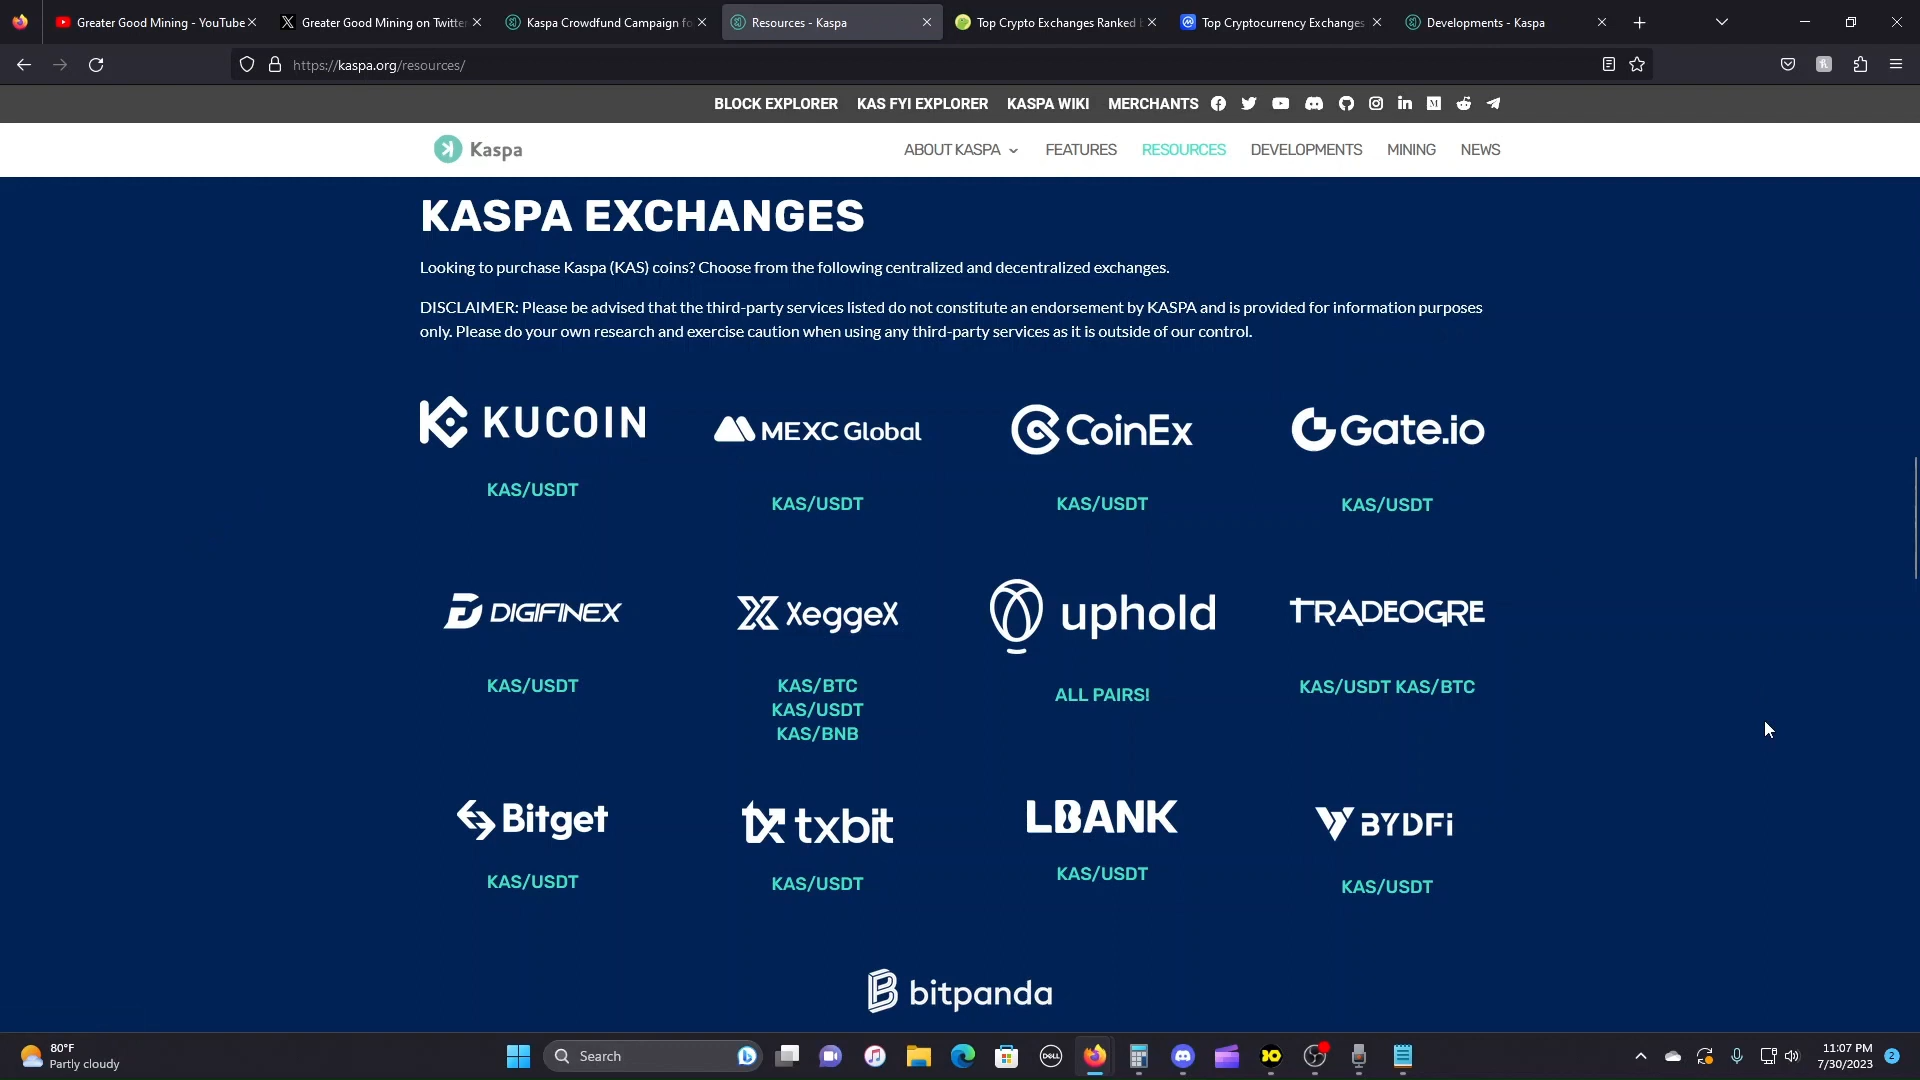 Greater Good Mining - YouTube
Greater Good Mining on Twitte
Kaspa Crowdfund Campaign fo
Resources - Kaspa
Top Crypto Exchanges Ranked
Top Cryptocurrency Exchanges
Developments - Kaspa
https://kaspa.org/resources/
BLOCK EXPLORER KAS FYI EXPLORER KASPA WIKI MERCHANTS
Kaspa
ABOUT KASPA FEATURES RESOURCES DEVELOPMENTS MINING NEWS
KASPA EXCHANGES
Looking to purchase Kaspa (KAS) coins? Choose from the following centralized and decentralized exchanges.
DISCLAIMER: Please be advised that the third-party services listed do not constitute an endorsement by KASPA and is provided for information purposes
only. Please do your own research and exercise caution when using any third-party services as it is outside of our control.
KUCOIN
MEXC Global
CoinEx
Gate.io
KAS/USDT
KAS/USDT
KAS/USDT
KAS/USDT
DIGIFINEX
XeggeX
uphold
TRADEOGRE
KAS/USDT
KAS/BTC
KAS/USDT
KAS/BNB
ALL PAIRS!
KAS/USDT KAS/BTC
Bitget
txbit
LBANK
BYDFi
KAS/USDT
KAS/USDT
KAS/USDT
KAS/USDT
bitpanda
80°F
Partly cloudy
Search
DELL
11:07 PM
7/30/2023
2